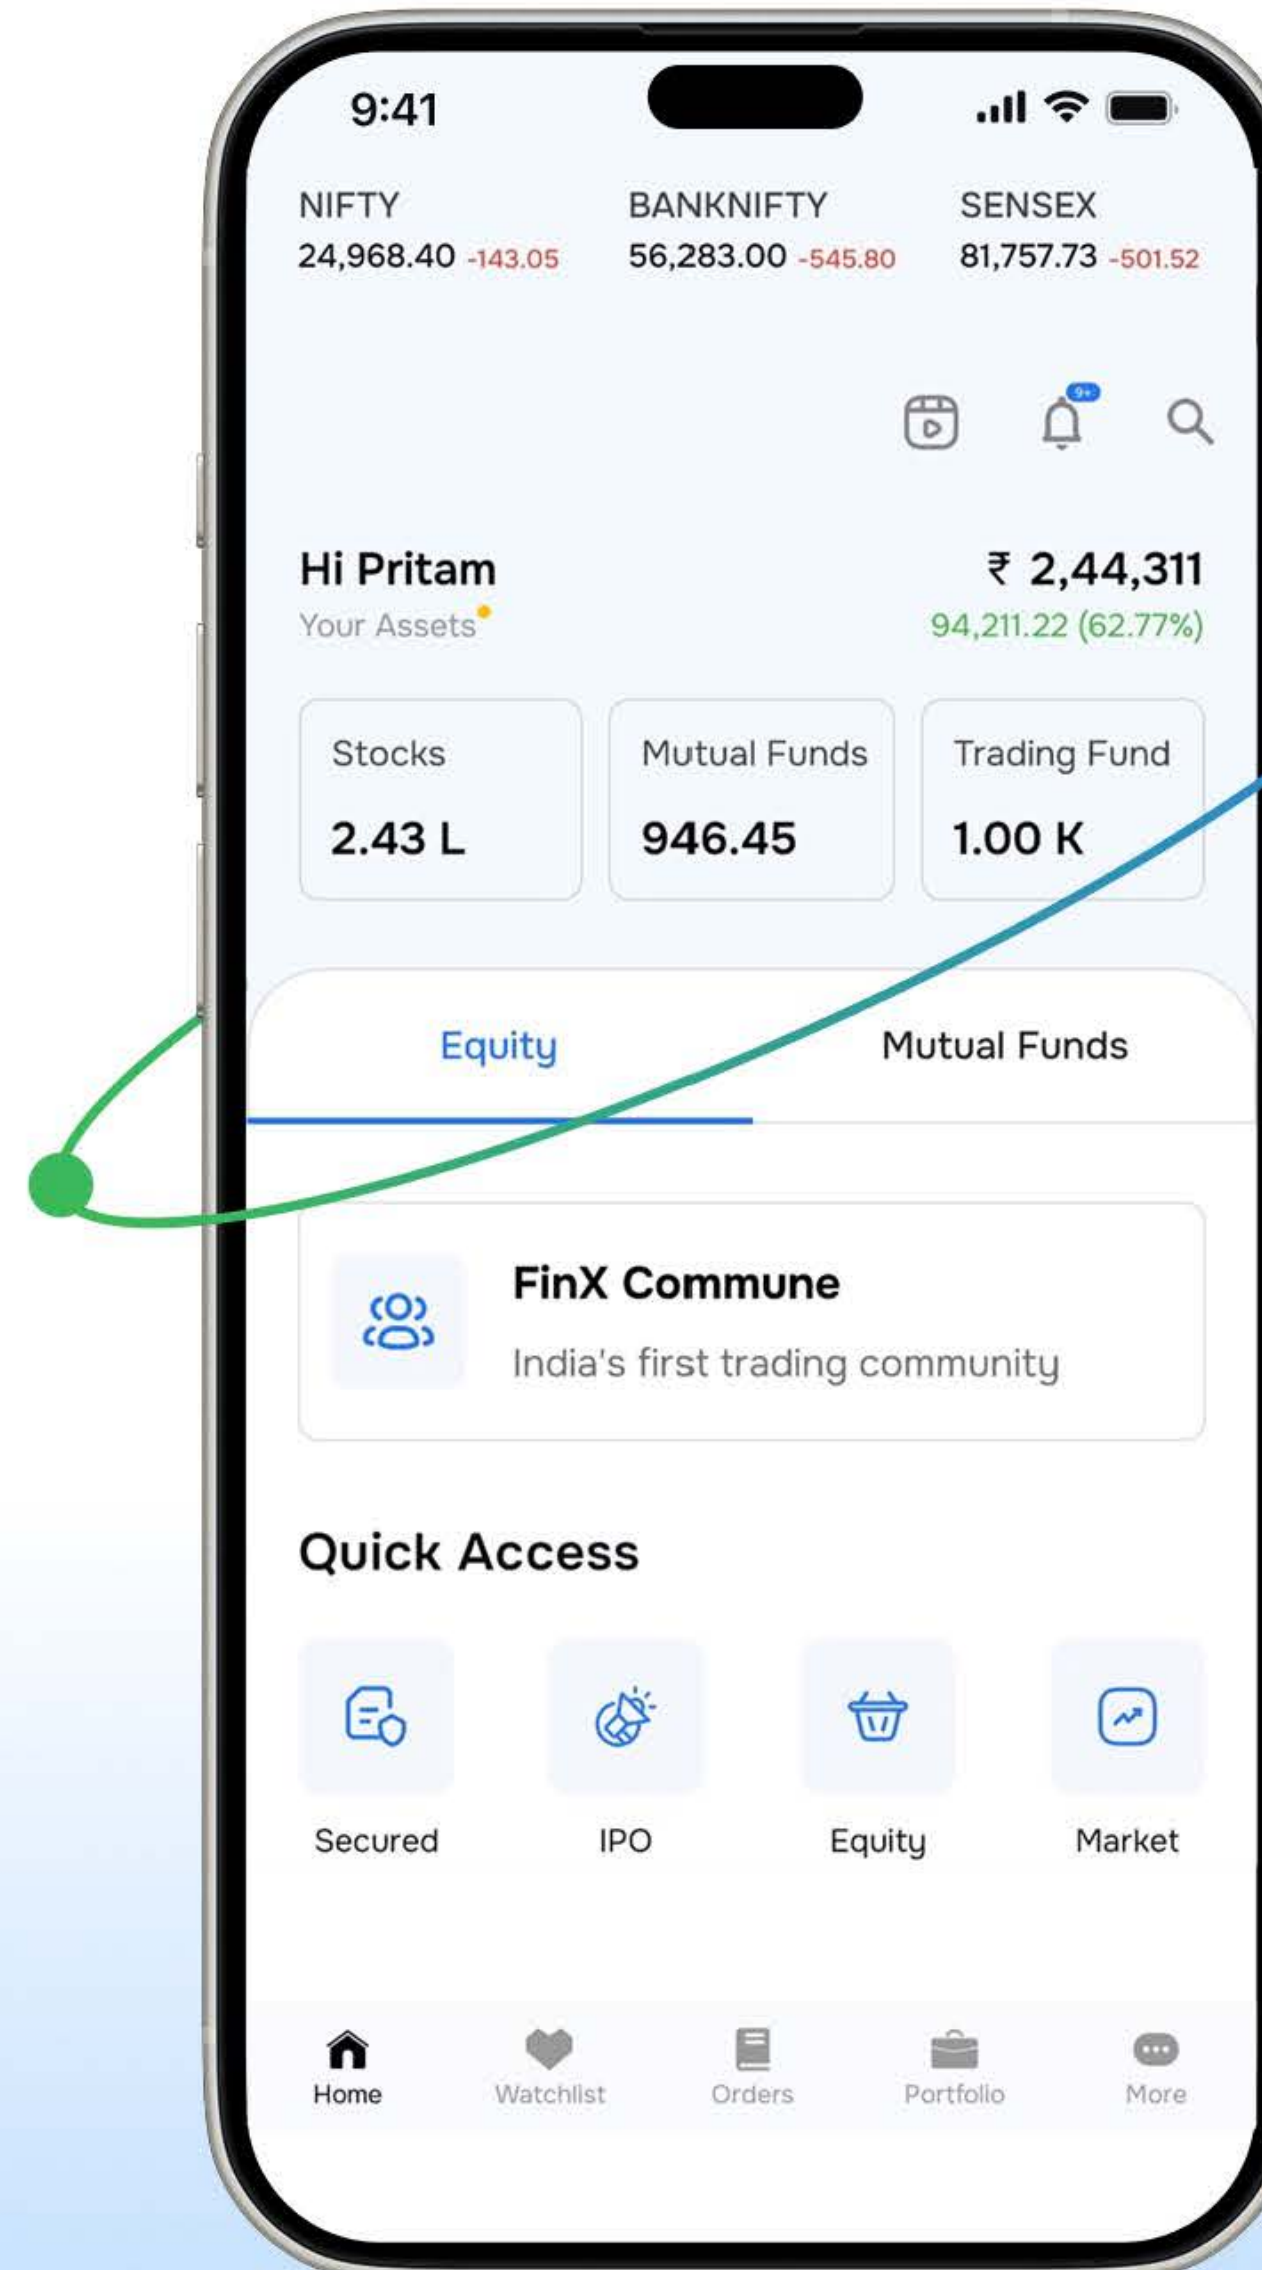 9:41
NIFTY BANKNIFTY SENSEX
24,968.40 -143.05 56,283.00 -545.80 81,757.73 -501.52
9+
Hi Pritam ₹ 2,44,311
Your Assets 94,211.22 (62.77%)
Stocks Mutual Funds Trading Fund
2.43 L 946.45 1.00 K
Equity Mutual Funds
FinX Commune
India's first trading community
Quick Access
Secured IPO Equity Market
Home Watchlist Orders Portfolio More